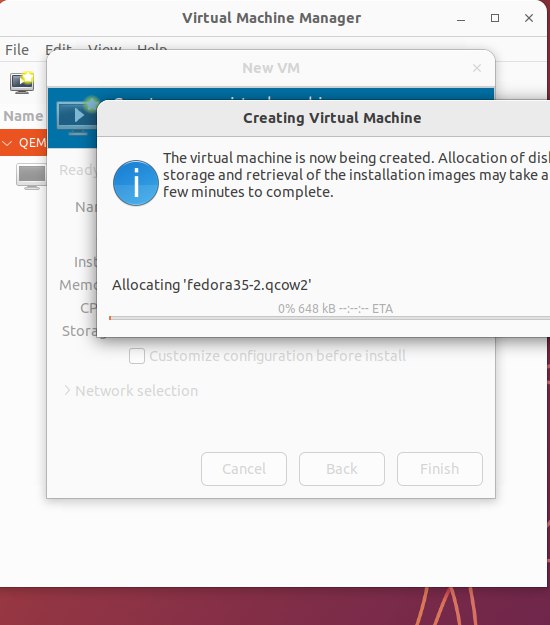 Virtual Machine Manager
File Edit View Help
New VM
Name
Creating Virtual Machine
QEM
The virtual machine is now being created. Allocation of disk
storage and retrieval of the installation images may take a
few minutes to complete.
Ready
Nar
Inst
Allocating 'fedora35-2.qcow2'
Memo
0% 648 kB --:--:-- ETA
CP
Storag
Customize configuration before install
Network selection
Cancel Back Finish